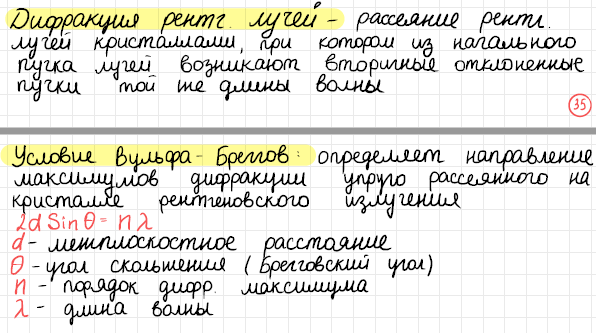 Дифракция рентг. лучей - рассеяние рентг.
лучей кристаллами, при котором из начального
пучка лучей возникают вторичные отклоненные
пучки той же длины волны
35
Условие Вульфа-Бреггов: определяет направление
максимумов дифракции упруго рассеянного на
кристалле рентгеновского излучения
2d Sin θ = n λ
d - межплоскостное расстояние
θ - угол скольжения (Брегговский угол)
n - порядок дифр. максимума
λ - длина волны